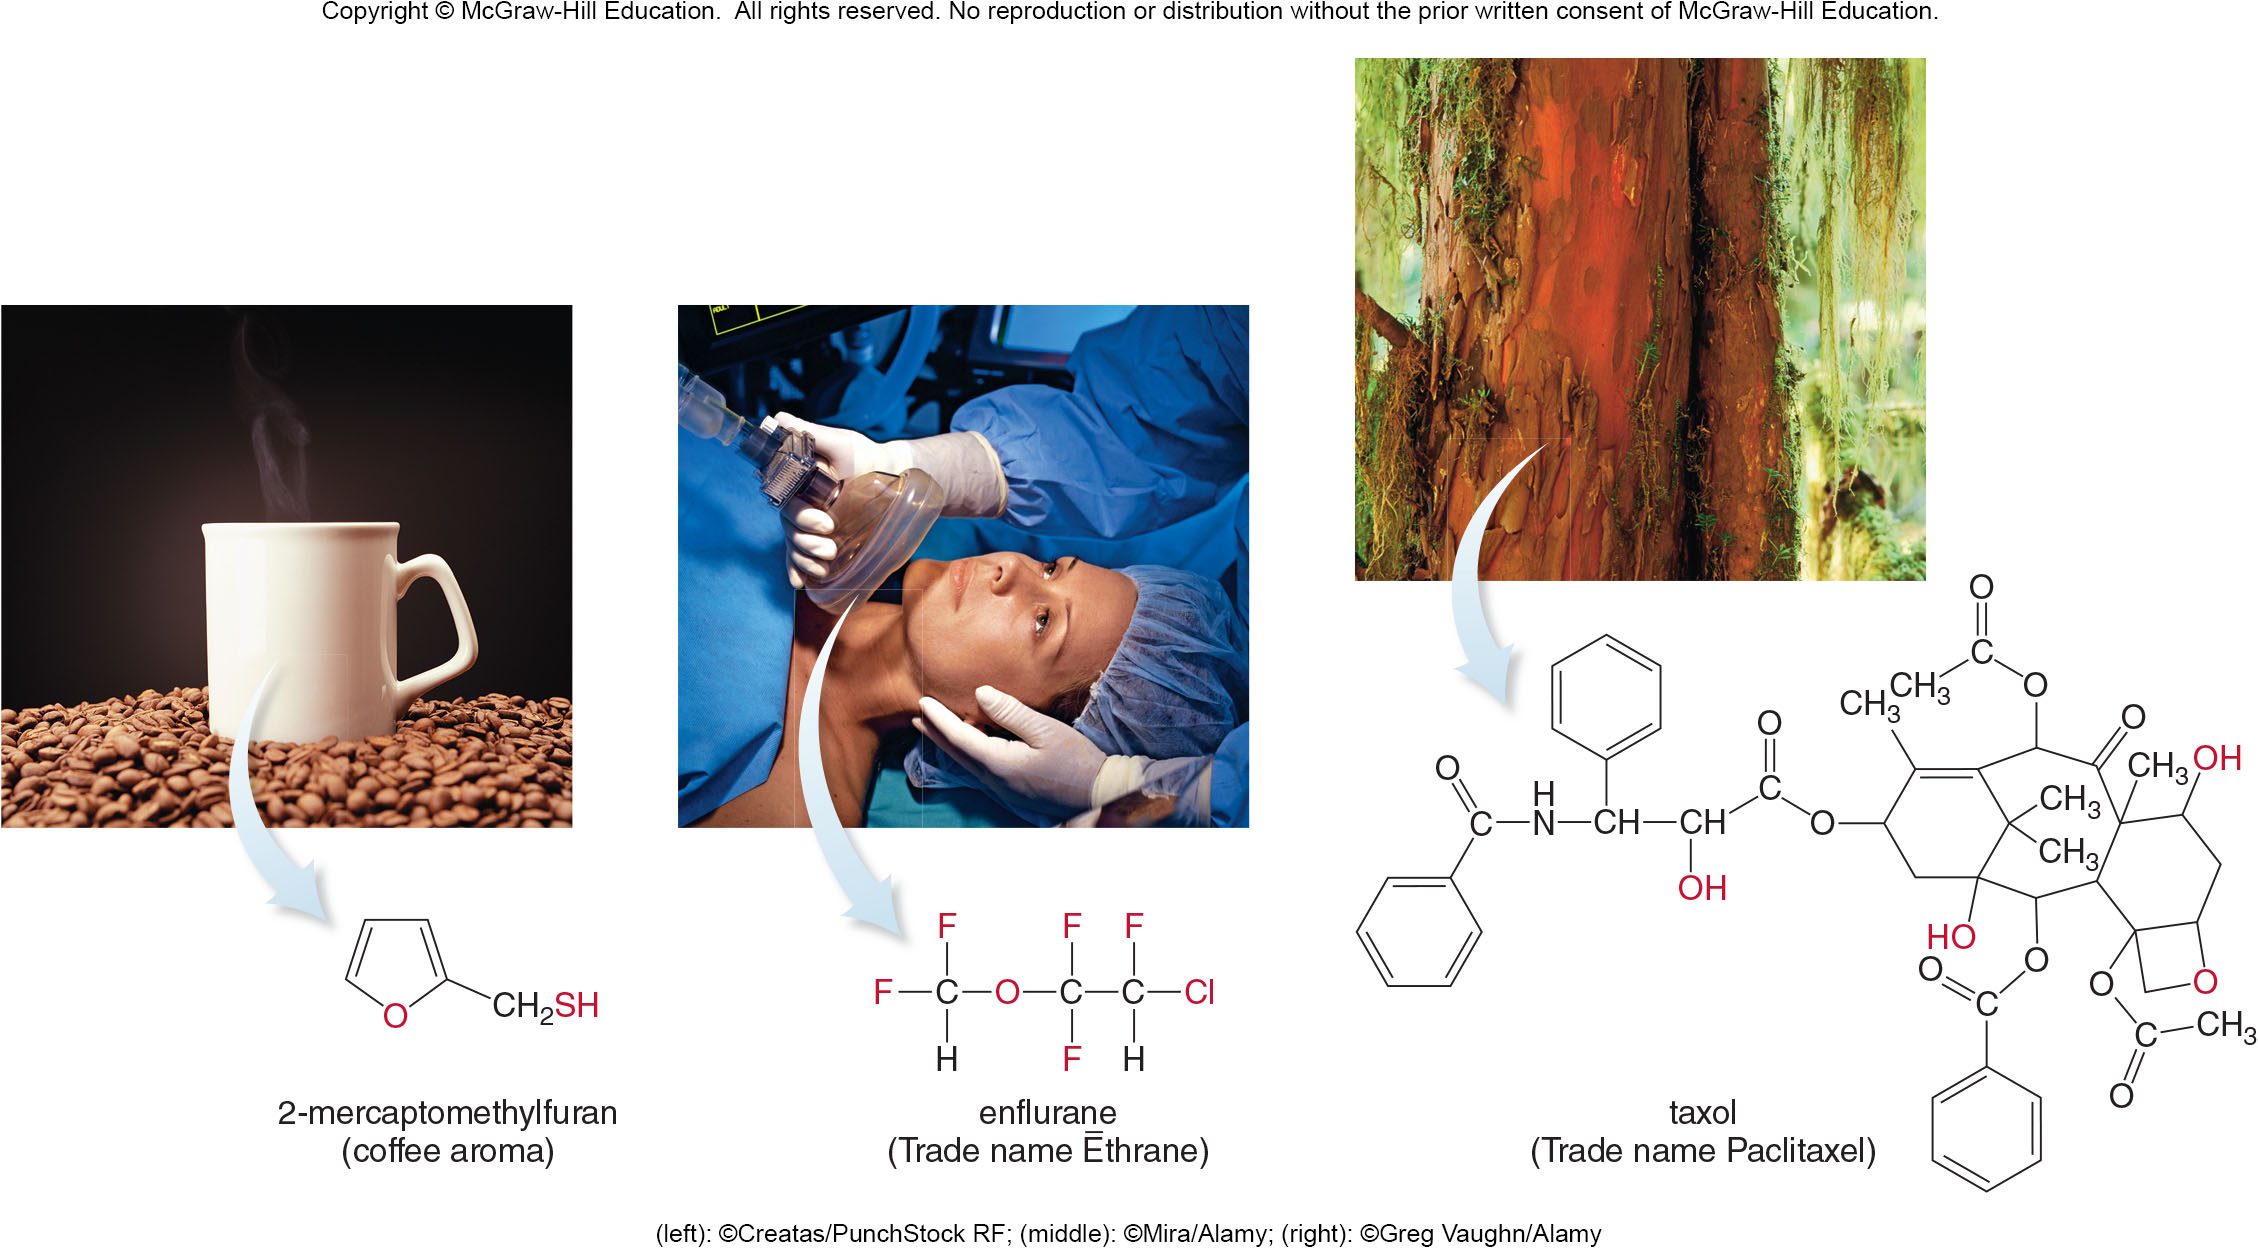 Copyright © McGraw-Hill Education.  All rights reserved. No reproduction or distribution without the prior written consent of McGraw-Hill Education.
ADULT
O
CH₂SH
2-mercaptomethylfuran
(coffee aroma)
F F F
F C O C C Cl
H F H
enflurane
(Trade name E̅thrane)
O
C
CH₃ CH₃ O
O O
O H CH₃ OH
C N CH CH C O CH₃
OH CH₃
HO O
O C O O
C CH₃
O
taxol
(Trade name Paclitaxel)
(left): ©Creatas/PunchStock RF; (middle): ©Mira/Alamy; (right): ©Greg Vaughn/Alamy